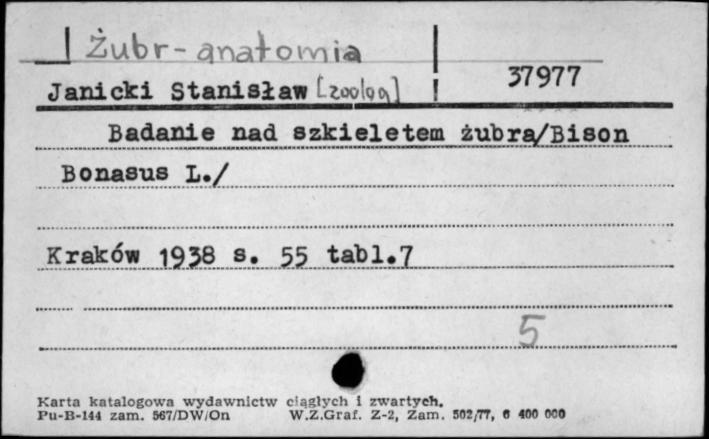 Żubr - anatomia
Janicki Stanisław [zoolog] 37977
Badanie nad szkieletem żubra/Bison
Bonasus L./
Kraków 1938 s. 55 tabl.7
5
Karta katalogowa wydawnictw ciągłych i zwartych.
Pu-B-144 zam. 567/DW/On W.Z.Graf. Z-2, Zam. 502/77, 6 400 000